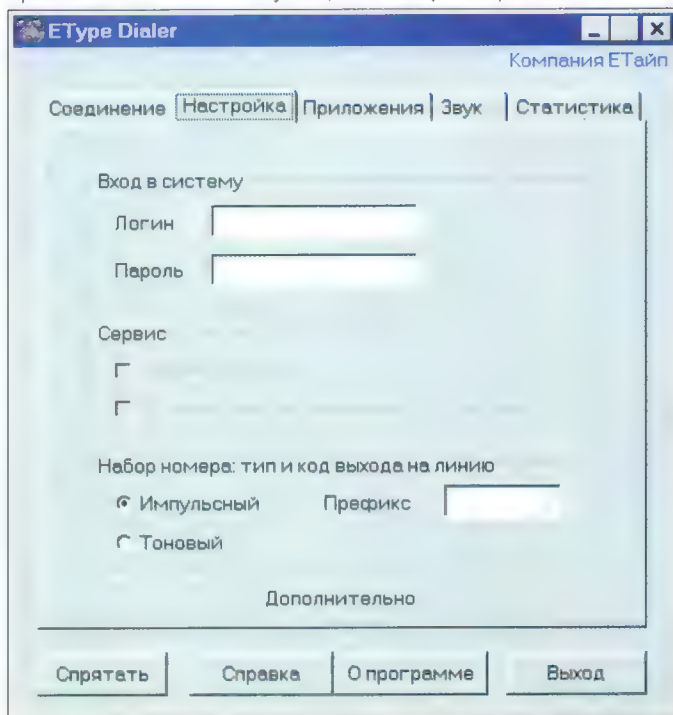 EType Dialer
Компания ЕТайп
Соединение Настройка Приложения Звук Статистика
Вход в систему
Логин
Пароль
Сервис
Набор номера: тип и код выхода на линию
Импульсный Префикс
Тоновый
Дополнительно
Спрятать Справка О программе Выход